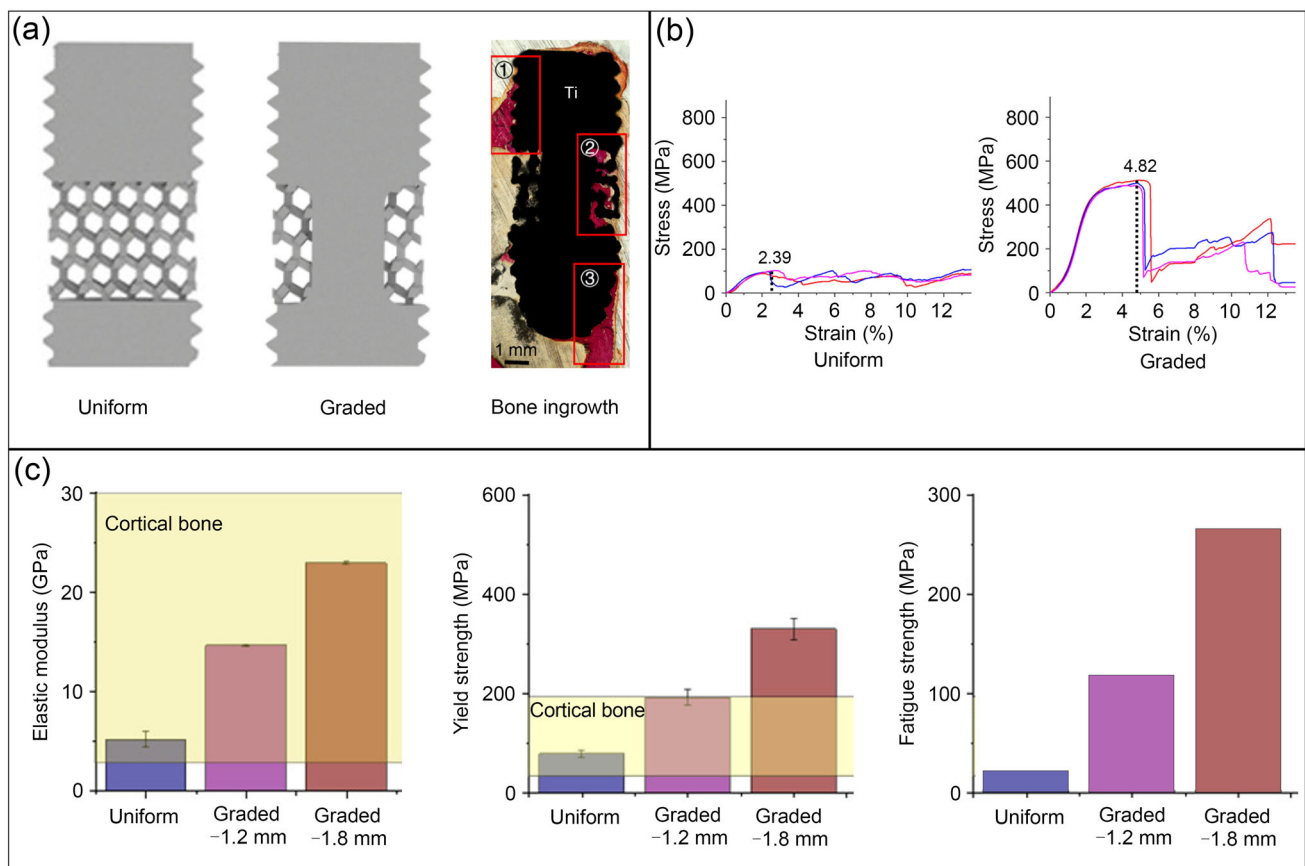 (a)
Uniform
Graded
①
Ti
②
③
1 mm
Bone ingrowth
(b)
Stress (MPa)
800
600
400
200
0
2.39
0 2 4 6 8 10 12
Strain (%)
Uniform
Stress (MPa)
800
600
400
200
0
4.82
0 2 4 6 8 10 12
Strain (%)
Graded
(c)
Elastic modulus (GPa)
30
20
10
0
Cortical bone
Uniform
Graded
−1.2 mm
Graded
−1.8 mm
Yield strength (MPa)
600
400
200
0
Cortical bone
Uniform
Graded
−1.2 mm
Graded
−1.8 mm
Fatigue strength (MPa)
300
200
100
0
Uniform
Graded
−1.2 mm
Graded
−1.8 mm